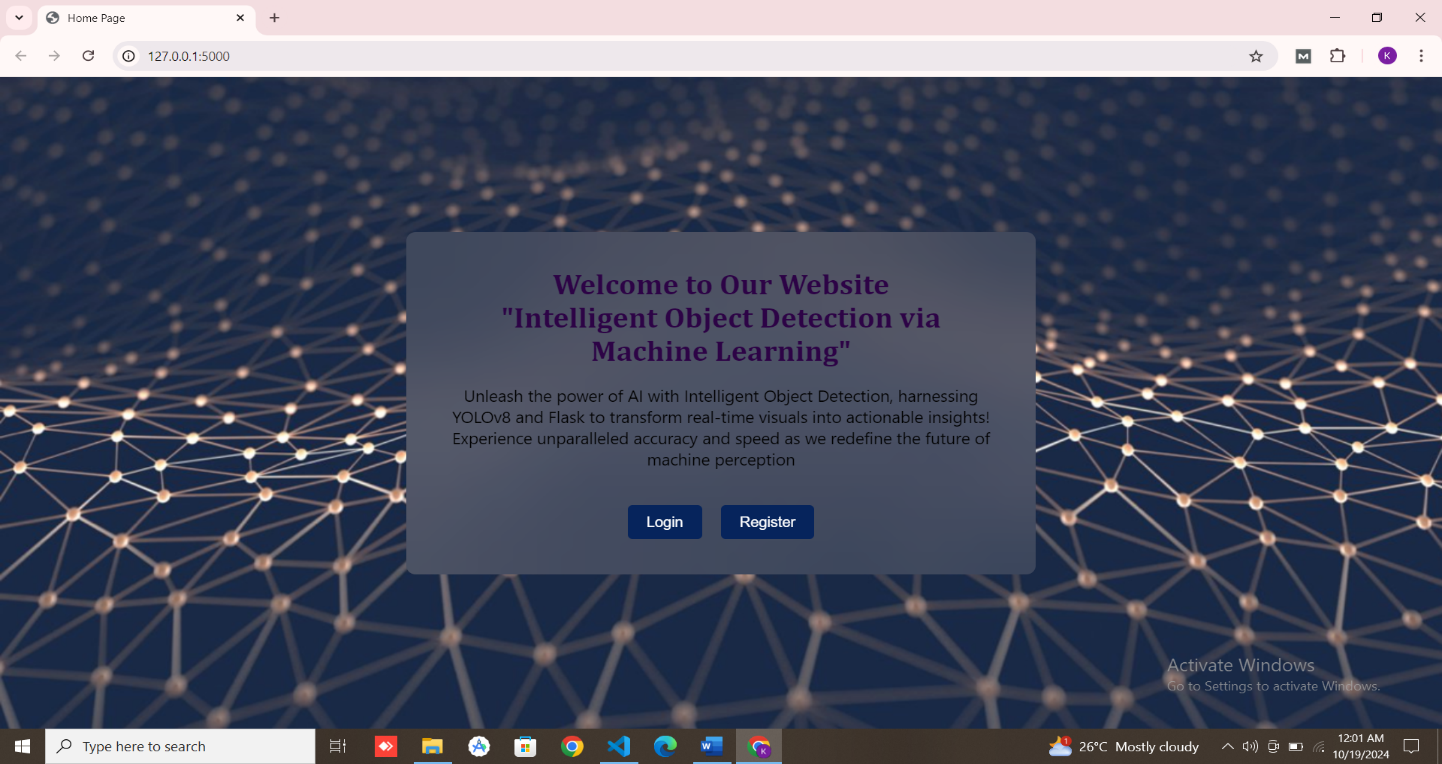 Home Page
127.0.0.1:5000
K
Welcome to Our Website
"Intelligent Object Detection via
Machine Learning"
Unleash the power of AI with Intelligent Object Detection, harnessing
YOLOv8 and Flask to transform real-time visuals into actionable insights!
Experience unparalleled accuracy and speed as we redefine the future of
machine perception
Login Register
Activate Windows
Go to Settings to activate Windows.
Type here to search
W
K
1
26°C Mostly cloudy
12:01 AM
10/19/2024